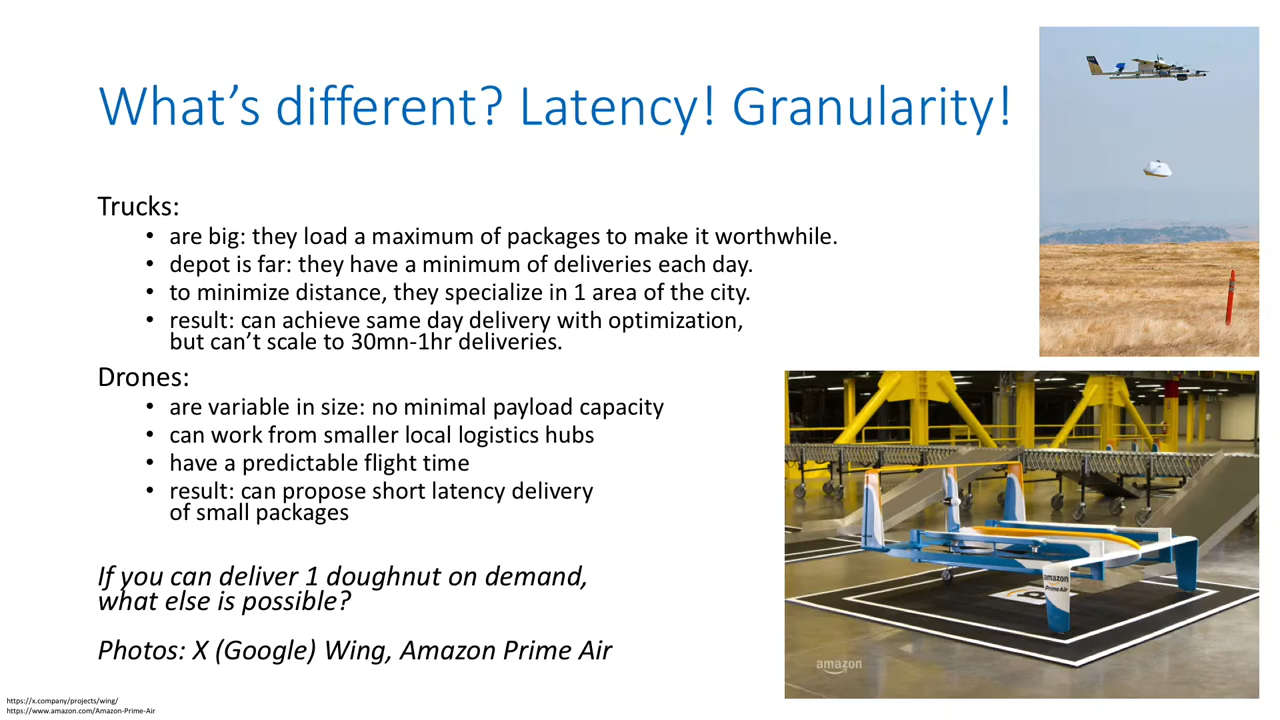 What's different? Latency! Granularity!
Trucks:
• are big: they load a maximum of packages to make it worthwhile.
• depot is far: they have a minimum of deliveries each day.
• to minimize distance, they specialize in 1 area of the city.
• result: can achieve same day delivery with optimization,
but can't scale to 30mn-1hr deliveries.
Drones:
• are variable in size: no minimal payload capacity
• can work from smaller local logistics hubs
• have a predictable flight time
• result: can propose short latency delivery
of small packages
If you can deliver 1 doughnut on demand,
what else is possible?
Photos: X (Google) Wing, Amazon Prime Air
amazon
PrimeAir
amazon
https://x.company/projects/wing/
https://www.amazon.com/Amazon-Prime-Air